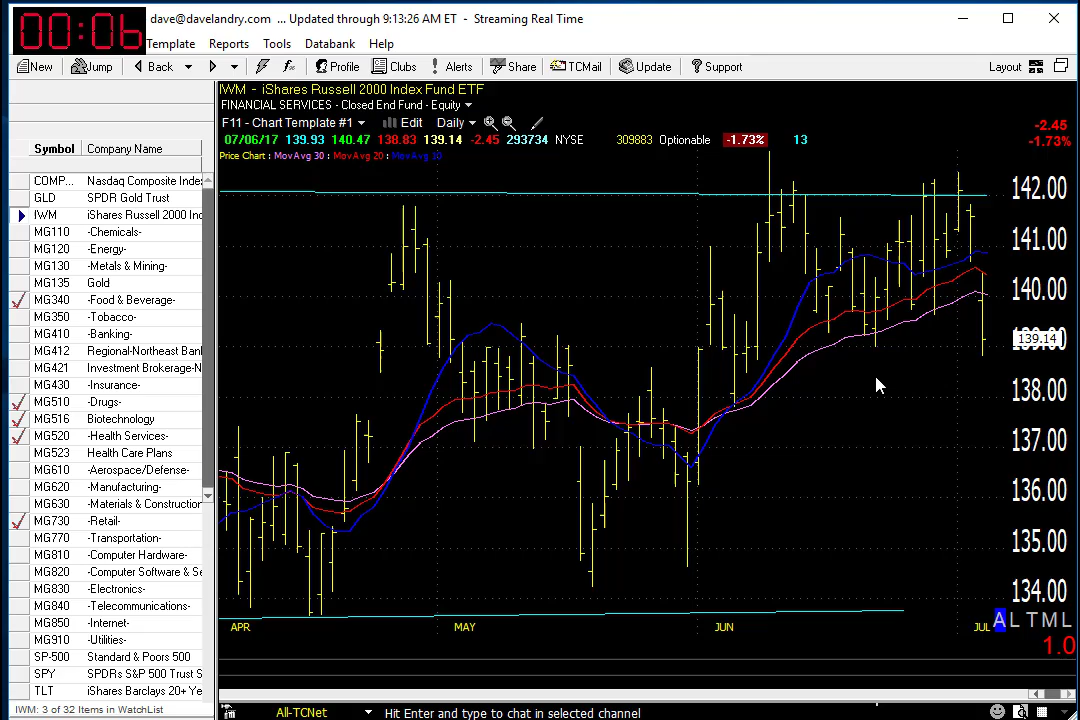 00:06
dave@davelandry.com ... Updated through 9:13:26 AM ET - Streaming Real Time
Template Reports Tools Databank Help
New Jump Back Profile Clubs Alerts Share TCMail Update Support Layout
IWM - iShares Russell 2000 Index Fund ETF
FINANCIAL SERVICES - Closed End Fund - Equity
F11 - Chart Template #1 Edit Daily
07/06/17 139.93 140.47 138.83 139.14 -2.45 293734 NYSE 309883 Optionable -1.73% 13
-2.45
-1.73%
Price Chart : MovAvg 30 : MovAvg 20 : MovAvg 10
Symbol Company Name
COMP... Nasdaq Composite Inde
GLD SPDR Gold Trust
IWM iShares Russell 2000 Ind
MG110 -Chemicals-
MG120 -Energy-
MG130 -Metals & Mining-
MG135 Gold
MG340 -Food & Beverage-
MG350 -Tobacco-
MG410 -Banking-
MG412 Regional-Northeast Ban
MG421 Investment Brokerage-N
MG430 -Insurance-
MG510 -Drugs-
MG516 Biotechnology
MG520 -Health Services-
MG523 Health Care Plans
MG610 -Aerospace/Defense-
MG620 -Manufacturing-
MG630 -Materials & Construction
MG730 -Retail-
MG770 -Transportation-
MG810 -Computer Hardware-
MG820 -Computer Software & Se
MG830 -Electronics-
MG840 -Telecommunications-
MG850 -Internet-
MG910 -Utilities-
SP-500 Standard & Poors 500
SPY SPDRs S&P 500 Trust S
TLT iShares Barclays 20+ Ye
IWM: 3 of 32 Items in WatchList
142.00
141.00
140.00
139.14
138.00
137.00
136.00
135.00
134.00
APR MAY JUN JUL
A L T M L
1.0
All-TCNet Hit Enter and type to chat in selected channel